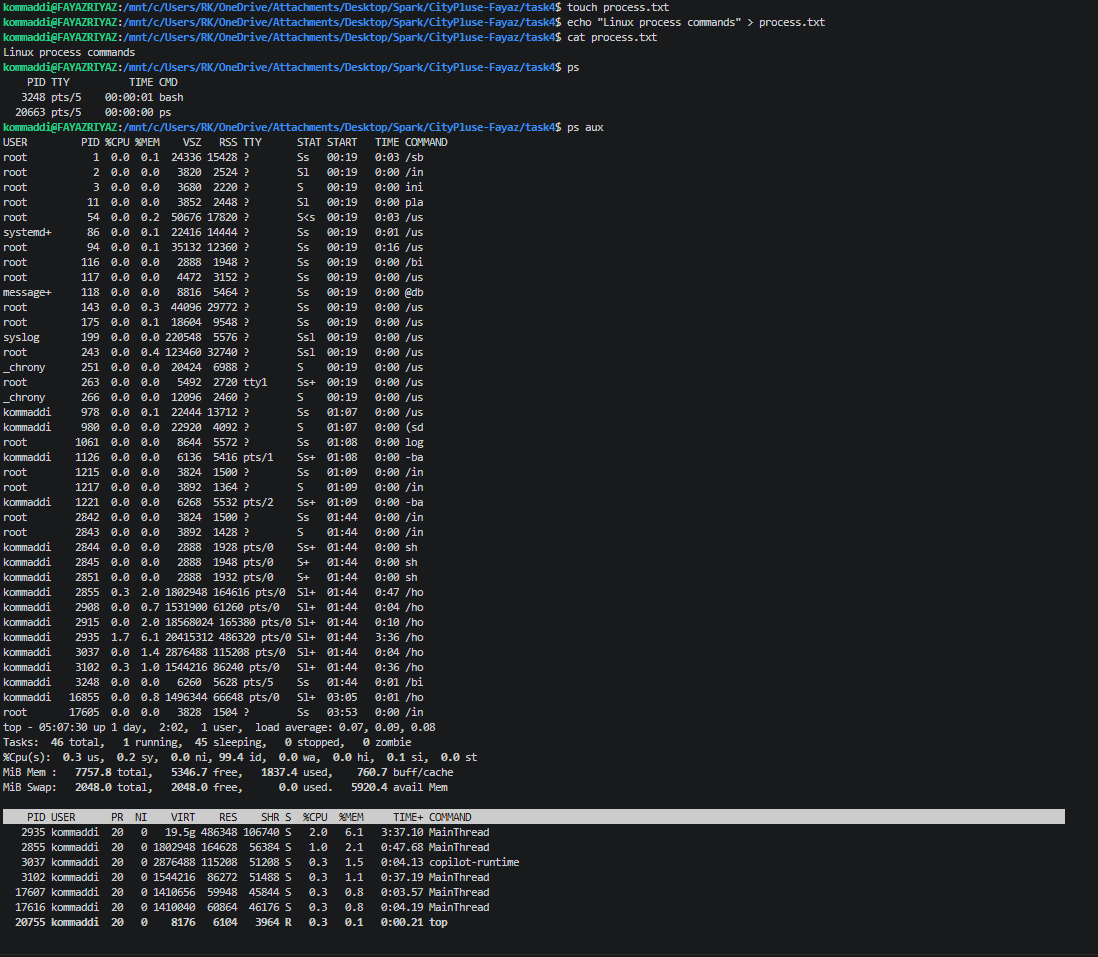 kommaddi@FAYAZRIYAZ:/mnt/c/Users/RK/OneDrive/Attachments/Desktop/Spark/CityPluse-Fayaz/task4$ touch process.txt
kommaddi@FAYAZRIYAZ:/mnt/c/Users/RK/OneDrive/Attachments/Desktop/Spark/CityPluse-Fayaz/task4$ echo "Linux process commands" > process.txt
kommaddi@FAYAZRIYAZ:/mnt/c/Users/RK/OneDrive/Attachments/Desktop/Spark/CityPluse-Fayaz/task4$ cat process.txt
Linux process commands
kommaddi@FAYAZRIYAZ:/mnt/c/Users/RK/OneDrive/Attachments/Desktop/Spark/CityPluse-Fayaz/task4$ ps
    PID TTY          TIME CMD
   3248 pts/5    00:00:01 bash
  20663 pts/5    00:00:00 ps
kommaddi@FAYAZRIYAZ:/mnt/c/Users/RK/OneDrive/Attachments/Desktop/Spark/CityPluse-Fayaz/task4$ ps aux
USER         PID %CPU %MEM    VSZ   RSS TTY      STAT START   TIME COMMAND
root           1  0.0  0.1  24336 15428 ?        Ss   00:19   0:03 /sb
root           2  0.0  0.0   3820  2524 ?        Sl   00:19   0:00 /in
root           3  0.0  0.0   3680  2220 ?        S    00:19   0:00 ini
root          11  0.0  0.0   3852  2448 ?        Sl   00:19   0:00 pla
root          54  0.0  0.2  50676 17820 ?        S<s  00:19   0:03 /us
systemd+      86  0.0  0.1  22416 14444 ?        Ss   00:19   0:01 /us
root          94  0.0  0.1  35132 12360 ?        Ss   00:19   0:16 /us
root         116  0.0  0.0   2888  1948 ?        Ss   00:19   0:00 /bi
root         117  0.0  0.0   4472  3152 ?        Ss   00:19   0:00 /us
message+     118  0.0  0.0   8816  5464 ?        Ss   00:19   0:00 @db
root         143  0.0  0.3  44096 29772 ?        Ss   00:19   0:00 /us
root         175  0.0  0.1  18604  9548 ?        Ss   00:19   0:00 /us
syslog       199  0.0  0.0 220548  5576 ?        Ssl  00:19   0:00 /us
root         243  0.0  0.4 123460 32740 ?        Ssl  00:19   0:00 /us
_chrony      251  0.0  0.0  20424  6988 ?        S    00:19   0:00 /us
root         263  0.0  0.0   5492  2720 tty1     Ss+  00:19   0:00 /us
_chrony      266  0.0  0.0  12096  2460 ?        S    00:19   0:00 /us
kommaddi     978  0.0  0.1  22444 13712 ?        Ss   01:07   0:00 /us
kommaddi     980  0.0  0.0  22920  4092 ?        S    01:07   0:00 (sd
root        1061  0.0  0.0   8644  5572 ?        Ss   01:08   0:00 log
kommaddi    1126  0.0  0.0   6136  5416 pts/1    Ss+  01:08   0:00 -ba
root        1215  0.0  0.0   3824  1500 ?        Ss   01:09   0:00 /in
root        1217  0.0  0.0   3892  1364 ?        S    01:09   0:00 /in
kommaddi    1221  0.0  0.0   6268  5532 pts/2    Ss+  01:09   0:00 -ba
root        2842  0.0  0.0   3824  1500 ?        Ss   01:44   0:00 /in
root        2843  0.0  0.0   3892  1428 ?        S    01:44   0:00 /in
kommaddi    2844  0.0  0.0   2888  1928 pts/0    Ss+  01:44   0:00 sh
kommaddi    2845  0.0  0.0   2888  1948 pts/0    S+   01:44   0:00 sh
kommaddi    2851  0.0  0.0   2888  1932 pts/0    S+   01:44   0:00 sh
kommaddi    2855  0.3  2.0 1802948 164616 pts/0  Sl+  01:44   0:47 /ho
kommaddi    2908  0.0  0.7 1531900 61260 pts/0   Sl+  01:44   0:04 /ho
kommaddi    2915  0.0  2.0 18568024 165380 pts/0 Sl+  01:44   0:10 /ho
kommaddi    2935  1.7  6.1 20415312 486320 pts/0 Sl+  01:44   3:36 /ho
kommaddi    3037  0.0  1.4 2876488 115208 pts/0  Sl+  01:44   0:04 /ho
kommaddi    3102  0.3  1.0 1544216 86240 pts/0   Sl+  01:44   0:36 /ho
kommaddi    3248  0.0  0.0   6260  5628 pts/5    Ss   01:44   0:01 /bi
kommaddi   16855  0.0  0.8 1496344 66648 pts/0   Sl+  03:05   0:01 /ho
root       17605  0.0  0.0   3828  1504 ?        Ss   03:53   0:00 /in
top - 05:07:30 up 1 day,  2:02,  1 user,  load average: 0.07, 0.09, 0.08
Tasks:  46 total,   1 running,  45 sleeping,   0 stopped,   0 zombie
%Cpu(s):  0.3 us,  0.2 sy,  0.0 ni, 99.4 id,  0.0 wa,  0.0 hi,  0.1 si,  0.0 st
MiB Mem :   7757.8 total,   5346.7 free,   1837.4 used,    760.7 buff/cache
MiB Swap:   2048.0 total,   2048.0 free,      0.0 used.   5920.4 avail Mem
    PID USER      PR  NI    VIRT    RES    SHR S  %CPU  %MEM     TIME+ COMMAND
   2935 kommaddi  20   0   19.5g 486348 106740 S   2.0   6.1   3:37.10 MainThread
   2855 kommaddi  20   0 1802948 164628  56384 S   1.0   2.1   0:47.68 MainThread
   3037 kommaddi  20   0 2876488 115208  51208 S   0.3   1.5   0:04.13 copilot-runtime
   3102 kommaddi  20   0 1544216  86272  51488 S   0.3   1.1   0:37.19 MainThread
  17607 kommaddi  20   0 1410656  59948  45844 S   0.3   0.8   0:03.57 MainThread
  17616 kommaddi  20   0 1410040  60864  46176 S   0.3   0.8   0:04.19 MainThread
  20755 kommaddi  20   0    8176   6104   3964 R   0.3   0.1   0:00.21 top